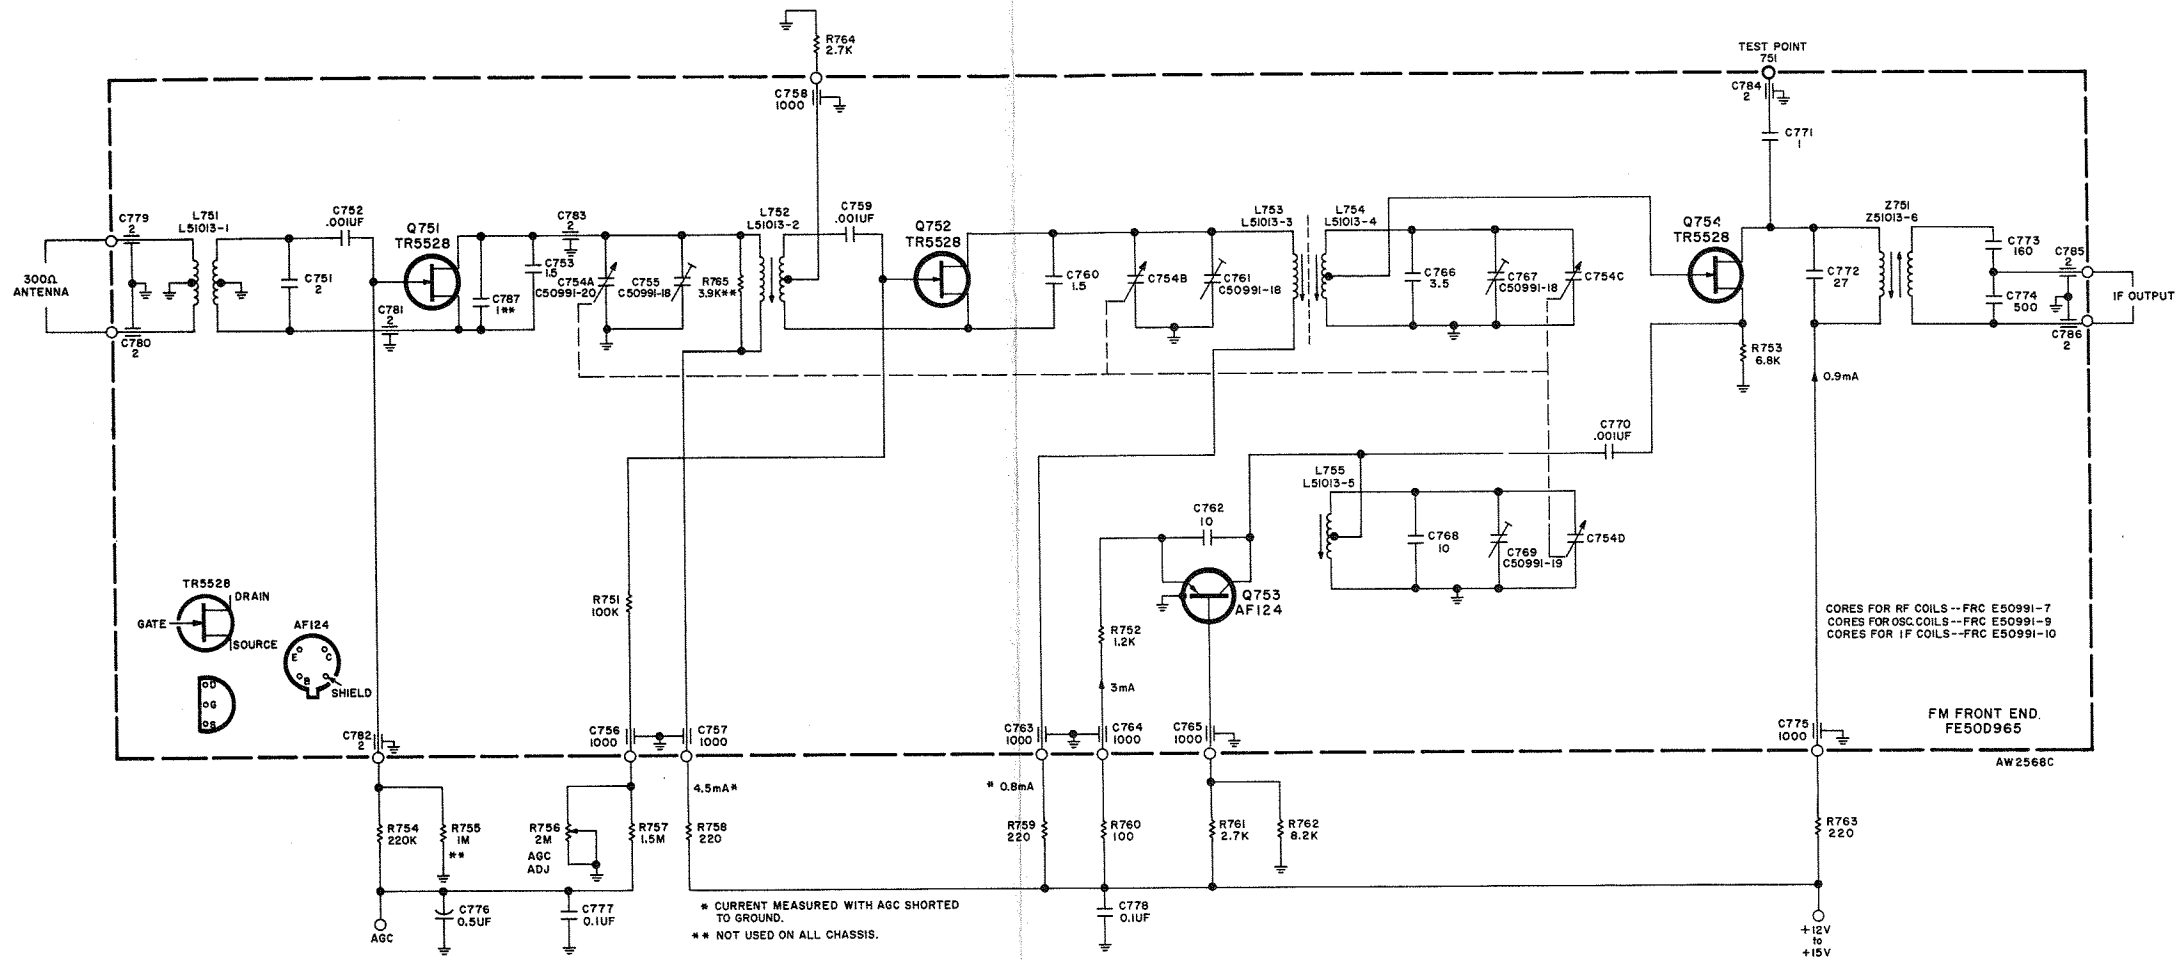 R764
2.7K
TEST POINT
751
C758
1000
C784
2
C771
1
C779
2
L751
L51013-1
C752
.001UF
Q751
TR5528
C783
2
L752
L51013-2
C759
.001UF
Q752
TR5528
L753
L51013-3
L754
L51013-4
Q754
TR5528
Z751
Z51013-6
C773
160
C785
2
300Ω
ANTENNA
C751
2
C753
1.5
C754A
C50991-20
C755
C50991-18
R765
3.9K**
C760
1.5
C754B
C761
C50991-18
C766
3.5
C767
C50991-18
C754C
C772
27
C774
500
IF OUTPUT
C787
1**
C781
2
C780
2
C786
2
R753
6.8K
0.9mA
C770
.001UF
L755
L51013-5
C762
10
C768
10
C769
C50991-19
C754D
Q753
AF124
TR5528
DRAIN
GATE
SOURCE
AF124
E
C
B
SHIELD
D
G
S
R751
100K
R752
1.2K
3mA
CORES FOR RF COILS--FRC E50991-7
CORES FOR OSC. COILS--FRC E50991-9
CORES FOR IF COILS--FRC E50991-10
FM FRONT END.
FE50D965
AW2568C
C782
2
C756
1000
C757
1000
C763
1000
C764
1000
C765
1000
C775
1000
4.5mA*
* 0.8mA
R754
220K
R755
1M
**
R756
2M
AGC
ADJ
R757
1.5M
R758
220
R759
220
R760
100
R761
2.7K
R762
8.2K
R763
220
C776
0.5UF
C777
0.1UF
C778
0.1UF
AGC
* CURRENT MEASURED WITH AGC SHORTED
TO GROUND.
** NOT USED ON ALL CHASSIS.
+12V
to
+15V